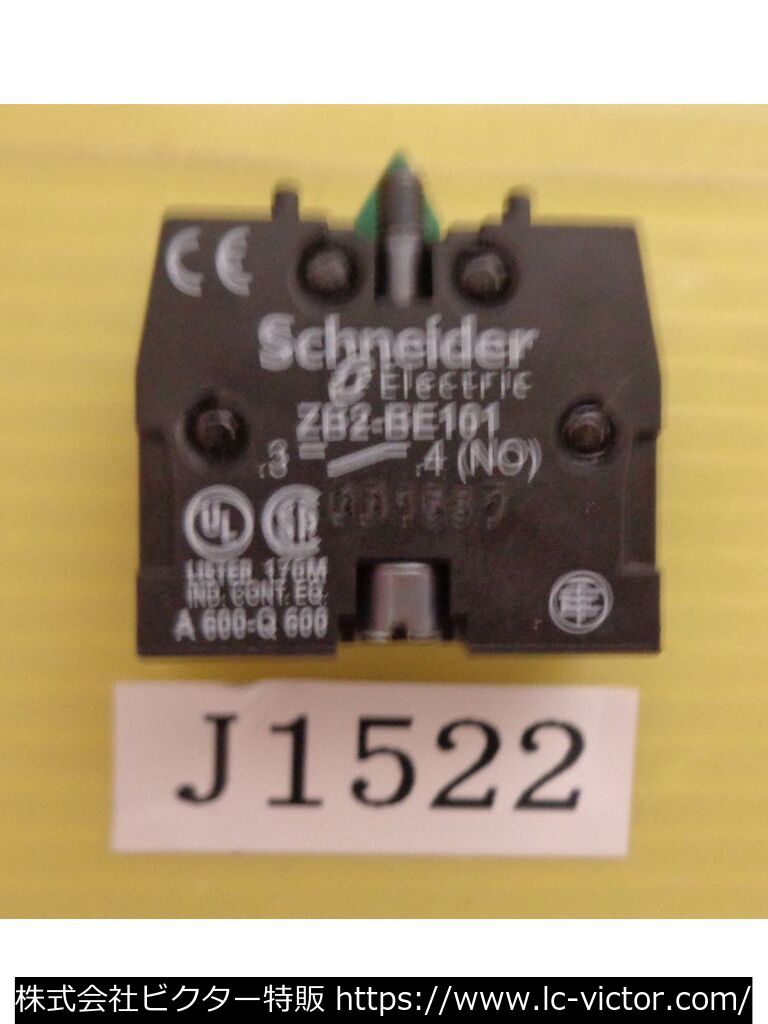 CE
Schneider
Electric
ZB2-BE101
.3 .4 (NO)
UL
LISTED 170M
IND. CONT. EQ.
A 600-Q 600
J1522
株式会社ビクター特販 https://www.lc-victor.com/